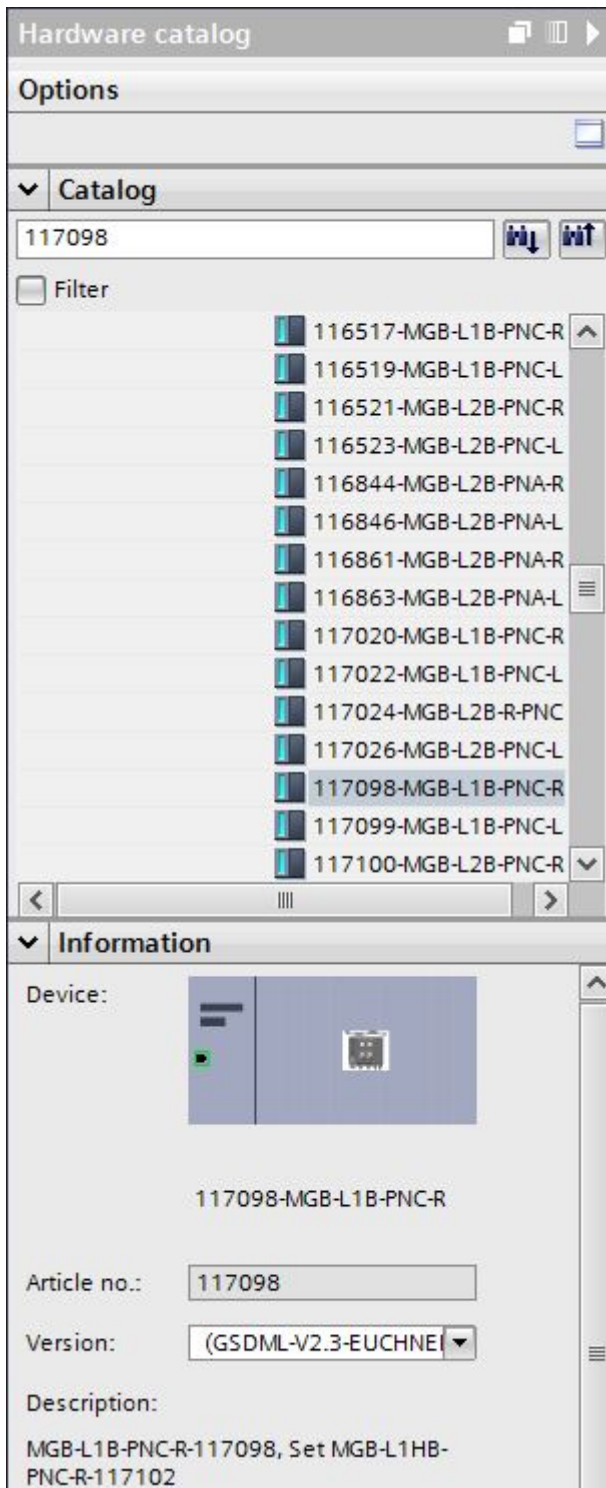 Hardware catalog
Options
Catalog
117098
Filter
116517-MGB-L1B-PNC-R
116519-MGB-L1B-PNC-L
116521-MGB-L2B-PNC-R
116523-MGB-L2B-PNC-L
116844-MGB-L2B-PNA-R
116846-MGB-L2B-PNA-L
116861-MGB-L2B-PNA-R
116863-MGB-L2B-PNA-L
117020-MGB-L1B-PNC-R
117022-MGB-L1B-PNC-L
117024-MGB-L2B-R-PNC
117026-MGB-L2B-PNC-L
117098-MGB-L1B-PNC-R
117099-MGB-L1B-PNC-L
117100-MGB-L2B-PNC-R
Information
Device:
117098-MGB-L1B-PNC-R
Article no.: 117098
Version: (GSDML-V2.3-EUCHNE
Description:
MGB-L1B-PNC-R-117098, Set MGB-L1HB-
PNC-R-117102